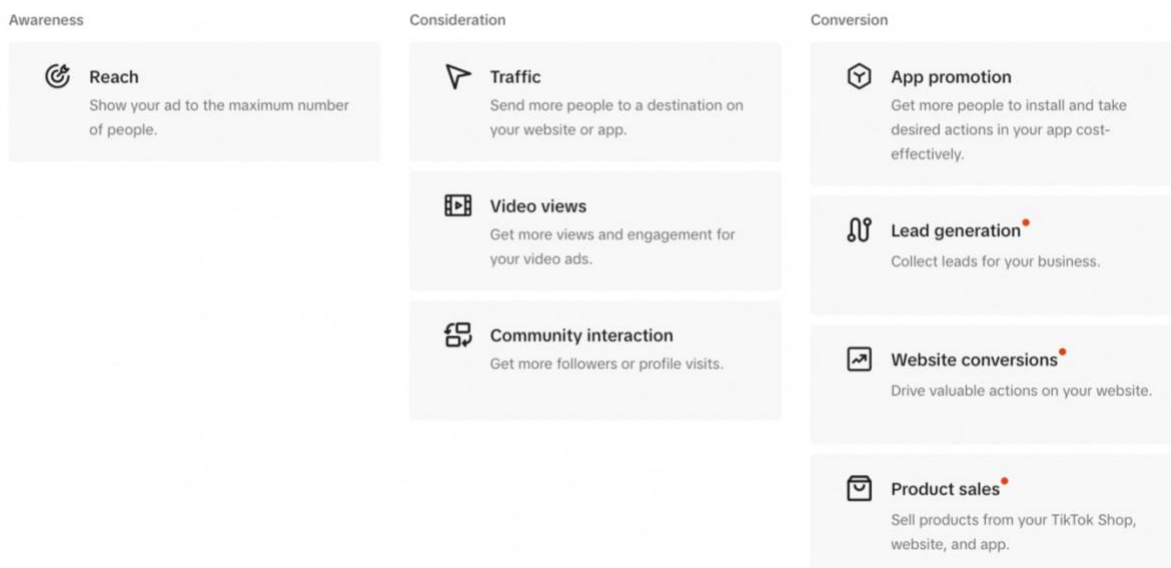 Awareness
Reach
Show your ad to the maximum number
of people.
Consideration
Traffic
Send more people to a destination on
your website or app.
Video views
Get more views and engagement for
your video ads.
Community interaction
Get more followers or profile visits.
Conversion
App promotion
Get more people to install and take
desired actions in your app cost-
effectively.
Lead generation
Collect leads for your business.
Website conversions
Drive valuable actions on your website.
Product sales
Sell products from your TikTok Shop,
website, and app.